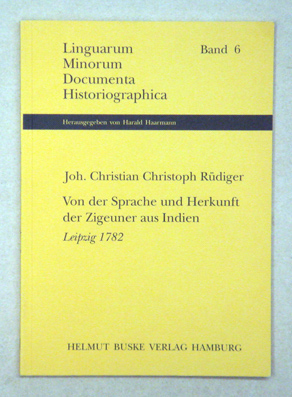 Linguarum Band 6
Minorum
Documenta
Historiographica
Herausgegeben von Harald Haarmann
Joh. Christian Christoph Rüdiger
Von der Sprache und Herkunft
der Zigeuner aus Indien
Leipzig 1782
HELMUT BUSKE VERLAG HAMBURG